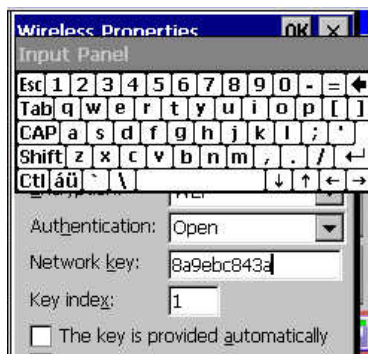 Wireless Properties OK ×
Input Panel
Esc 1 2 3 4 5 6 7 8 9 0 - = ←
Tab q w e r t y u i o p [ ]
CAP a s d f g h j k l ; '
Shift z x c v b n m , . / ↵
Ctl áü ` \ ↓ ↑ ← →
Authentication: Open
Network key: 8a9ebc843a
Key index: 1
The key is provided automatically